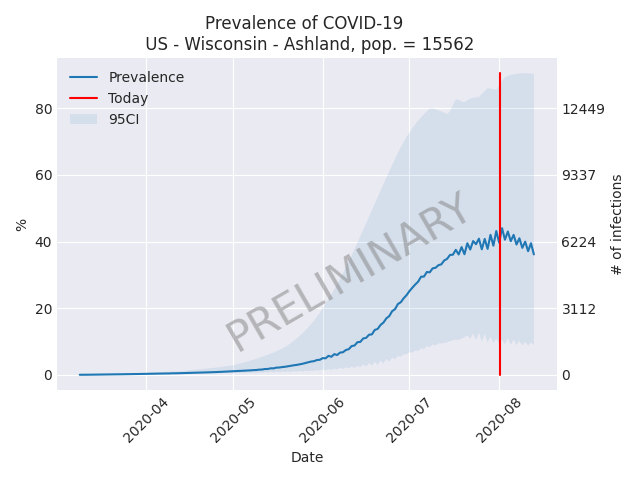 Prevalence of COVID-19
US - Wisconsin - Ashland, pop. = 15562
Prevalence
Today
95CI
PRELIMINARY
%
80
60
40
20
0
12449
9337
6224
3112
0
# of infections
2020-04
2020-05
2020-06
2020-07
2020-08
Date